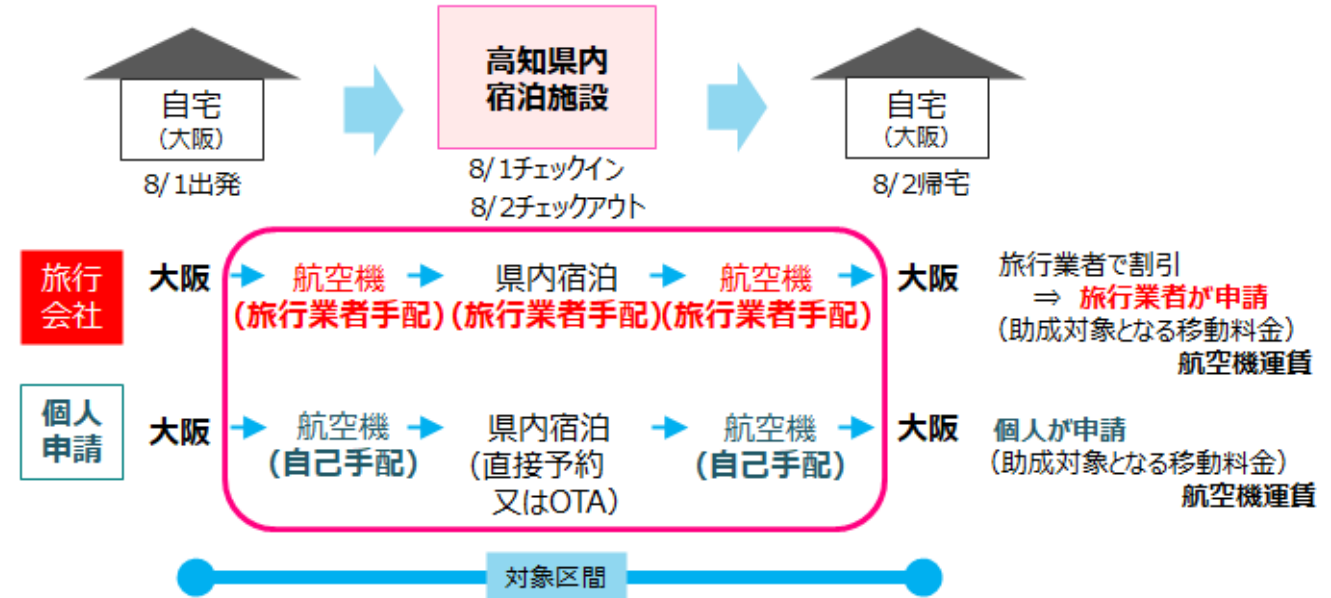 自宅
(大阪)
8/1出発
高知県内
宿泊施設
8/1チェックイン
8/2チェックアウト
自宅
(大阪)
8/2帰宅
旅行
会社
大阪 航空機 県内宿泊 航空機 大阪
(旅行業者手配)(旅行業者手配)(旅行業者手配)
旅行業者で割引
⇒ 旅行業者が申請
(助成対象となる移動料金)
航空機運賃
個人
申請
大阪 航空機 県内宿泊 航空機 大阪
(自己手配) (直接予約 (自己手配)
又はOTA)
個人が申請
(助成対象となる移動料金)
航空機運賃
対象区間